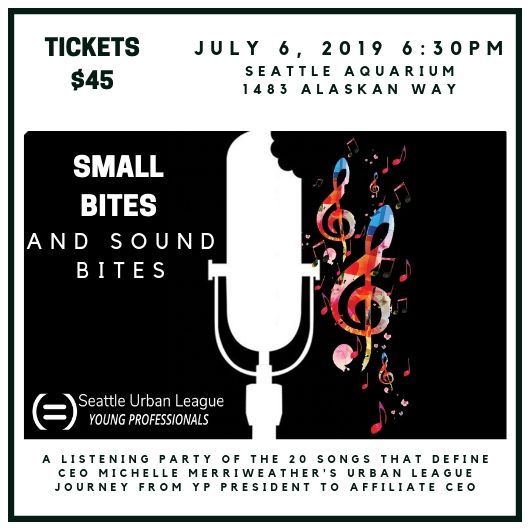 TICKETS
$45
JULY 6, 2019 6:30PM
SEATTLE AQUARIUM
1483 ALASKAN WAY
SMALL
BITES
AND SOUND
BITES
(=) Seattle Urban League
YOUNG PROFESSIONALS
A LISTENING PARTY OF THE 20 SONGS THAT DEFINE
CEO MICHELLE MERRIWEATHER'S URBAN LEAGUE
JOURNEY FROM YP PRESIDENT TO AFFILIATE CEO